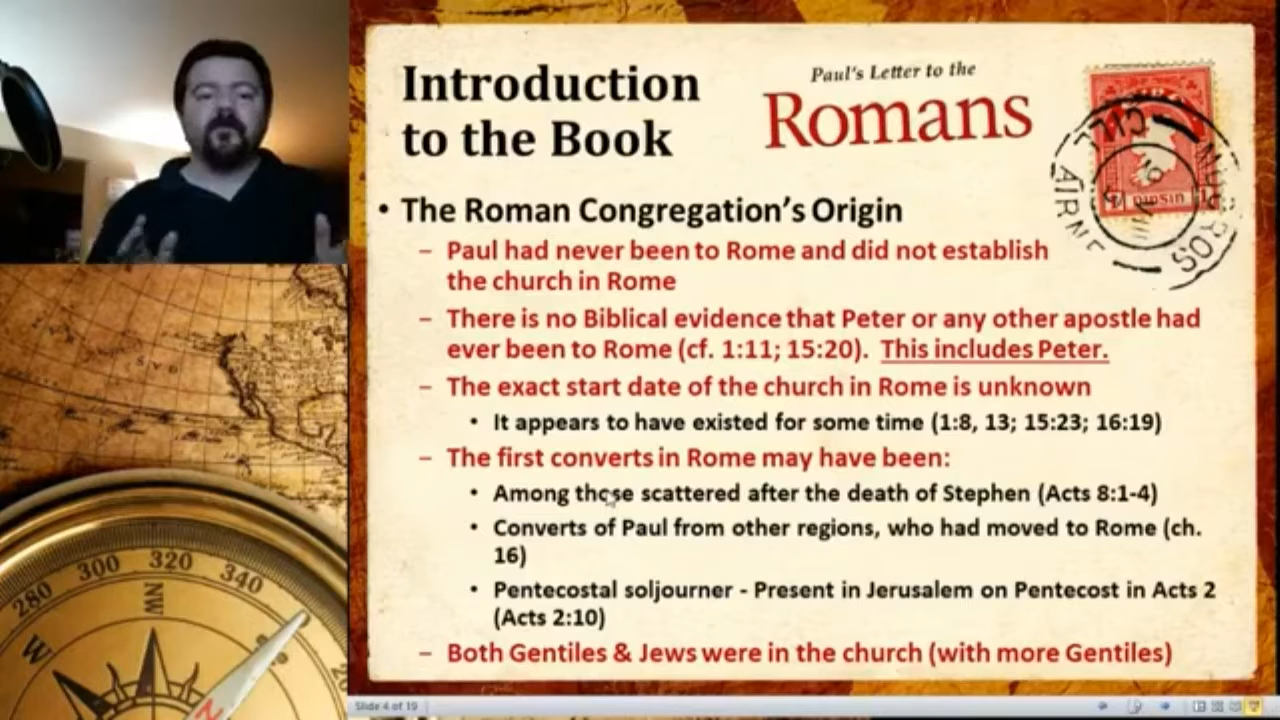 Introduction
to the Book
Paul's Letter to the
Romans
• The Roman Congregation's Origin
– Paul had never been to Rome and did not establish
the church in Rome
– There is no Biblical evidence that Peter or any other apostle had
ever been to Rome (cf. 1:11; 15:20). This includes Peter.
– The exact start date of the church in Rome is unknown
• It appears to have existed for some time (1:8, 13; 15:23; 16:19)
– The first converts in Rome may have been:
• Among those scattered after the death of Stephen (Acts 8:1-4)
• Converts of Paul from other regions, who had moved to Rome (ch.
16)
• Pentecostal soljourner - Present in Jerusalem on Pentecost in Acts 2
(Acts 2:10)
– Both Gentiles & Jews were in the church (with more Gentiles)
280
300
320
340
W
NW
Slide 4 of 19